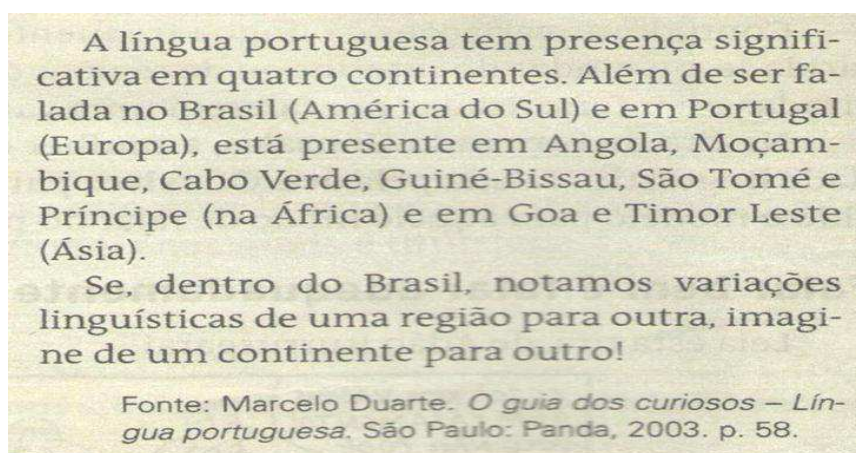 A língua portuguesa tem presença signifi-
cativa em quatro continentes. Além de ser fa-
lada no Brasil (América do Sul) e em Portugal
(Europa), está presente em Angola, Moçam-
bique, Cabo Verde, Guiné-Bissau, São Tomé e
Príncipe (na África) e em Goa e Timor Leste
(Ásia).
Se, dentro do Brasil, notamos variações
linguísticas de uma região para outra, imagi-
ne de um continente para outro!
Fonte: Marcelo Duarte. O guia dos curiosos – Lín-
gua portuguesa. São Paulo: Panda, 2003. p. 58.